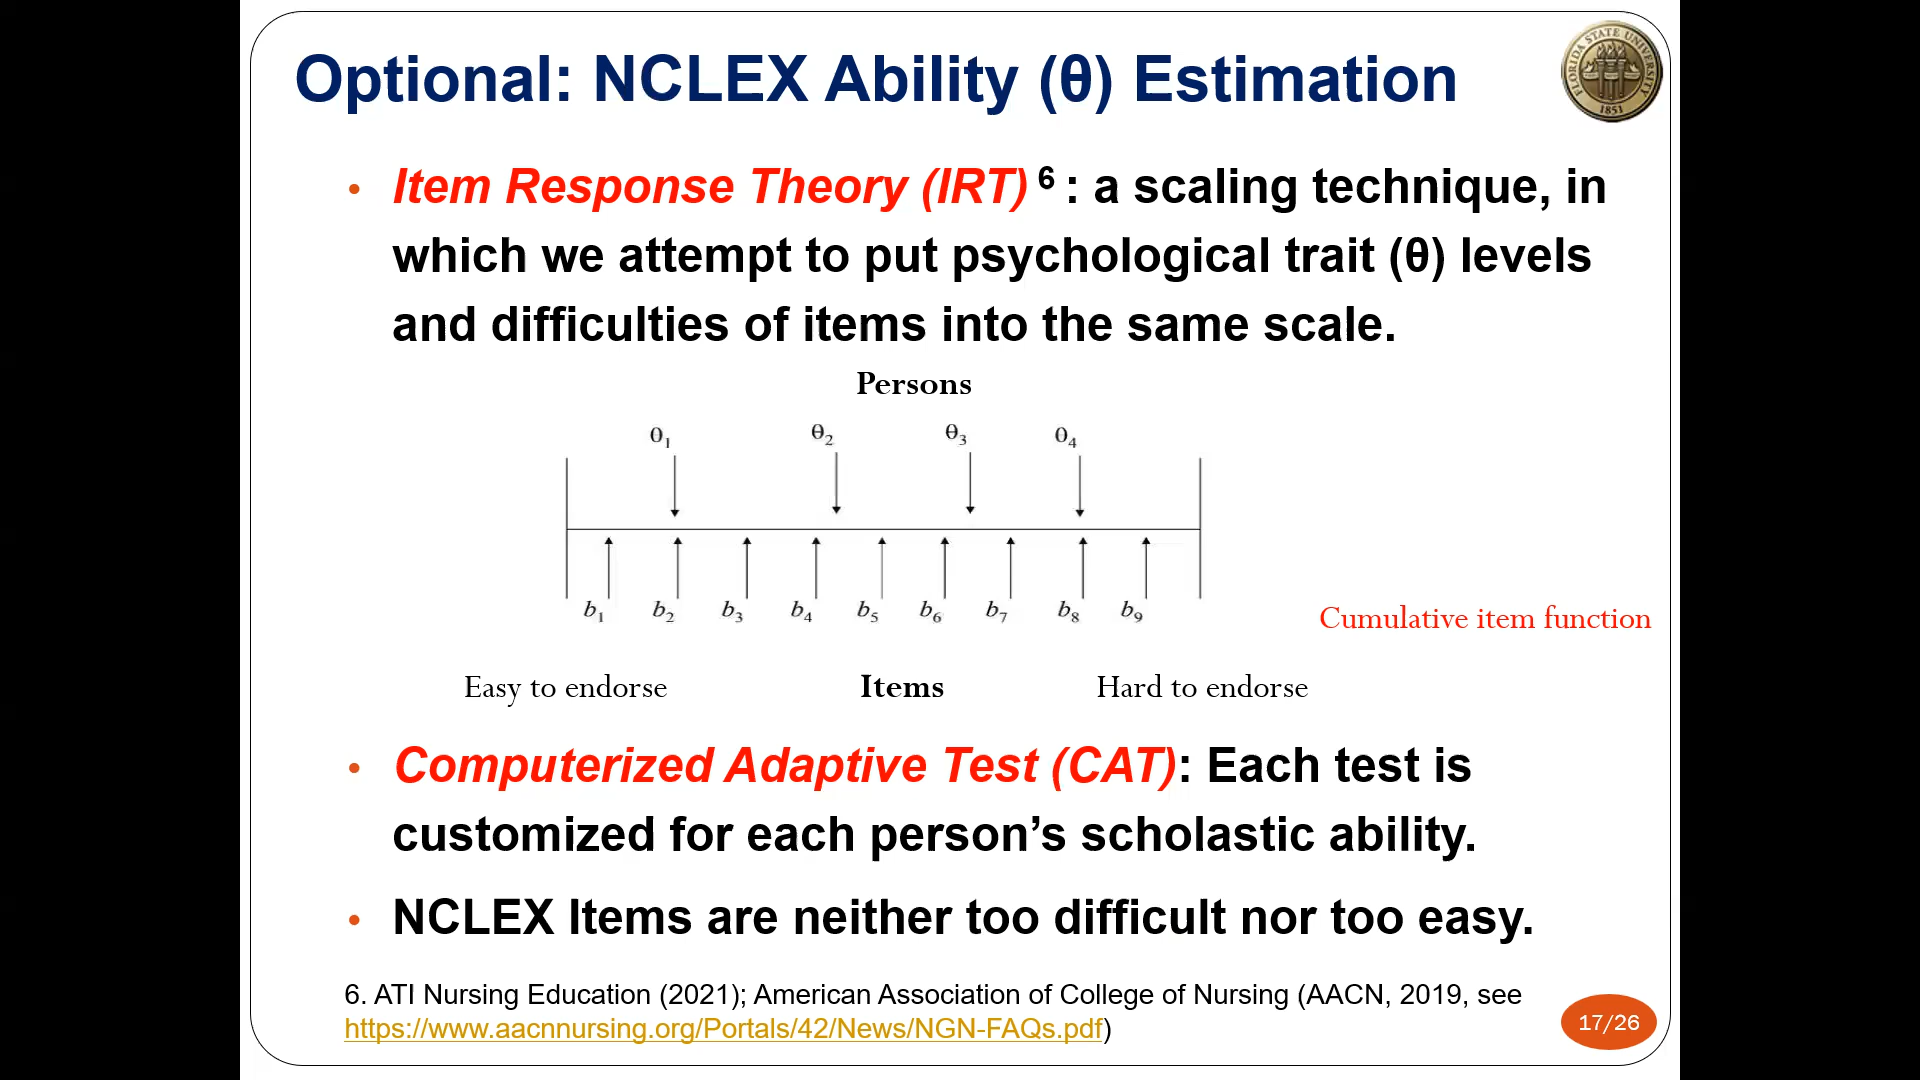 Optional: NCLEX Ability (θ) Estimation
FLORIDA STATE UNIVERSITY
1851
• Item Response Theory (IRT) 6 : a scaling technique, in
which we attempt to put psychological trait (θ) levels
and difficulties of items into the same scale.
Persons
θ1 θ2 θ3 θ4
b1 b2 b3 b4 b5 b6 b7 b8 b9
Cumulative item function
Easy to endorse Items Hard to endorse
• Computerized Adaptive Test (CAT): Each test is
customized for each person’s scholastic ability.
• NCLEX Items are neither too difficult nor too easy.
6. ATI Nursing Education (2021); American Association of College of Nursing (AACN, 2019, see
https://www.aacnnursing.org/Portals/42/News/NGN-FAQs.pdf)
17/26